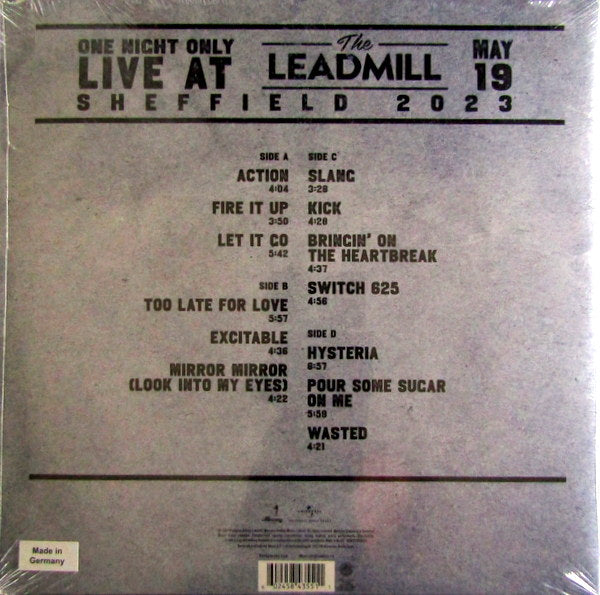 ONE NIGHT ONLY
LIVE AT
The
LEADMILL
MAY
19
SHEFFIELD 2023
SIDE A
ACTION
4:04
FIRE IT UP
3:50
LET IT GO
5:42
SIDE B
TOO LATE FOR LOVE
5:57
EXCITABLE
4:36
MIRROR MIRROR
(LOOK INTO MY EYES)
4:22
SIDE C
SLANG
3:28
KICK
4:28
BRINGIN' ON
THE HEARTBREAK
4:37
SWITCH 625
4:56
SIDE D
HYSTERIA
6:57
POUR SOME SUGAR
ON ME
5:59
WASTED
4:21
Made in
Germany